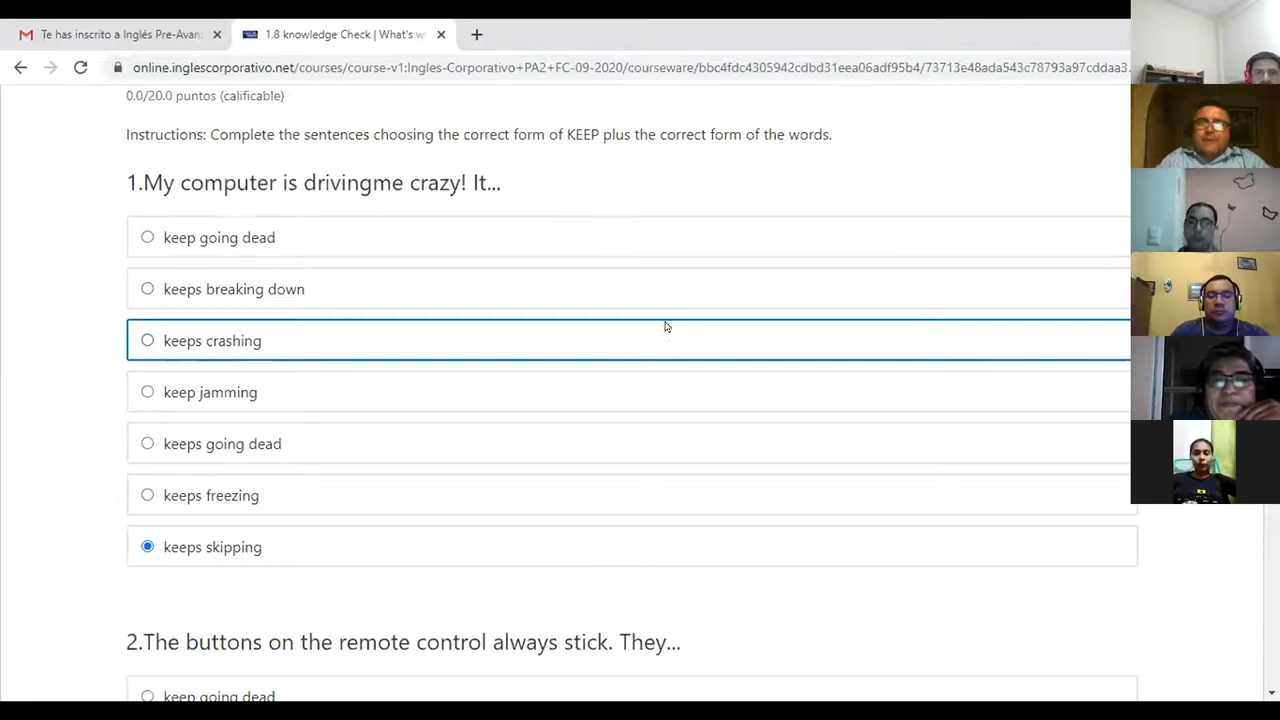 Te has inscrito a Inglés Pre-Avan
1.8 knowledge Check | What's w
online.inglescorporativo.net/courses/course-v1:Ingles-Corporativo+PA2+FC-09-2020/courseware/bbc4fdc4305942cdbd31eea06adf95b4/73713e48ada543c78793a97cddaa3...
0.0/20.0 puntos (calificable)
Instructions: Complete the sentences choosing the correct form of KEEP plus the correct form of the words.
1.My computer is drivingme crazy! It...
keep going dead
keeps breaking down
keeps crashing
keep jamming
keeps going dead
keeps freezing
keeps skipping
2.The buttons on the remote control always stick. They...
keep going dead